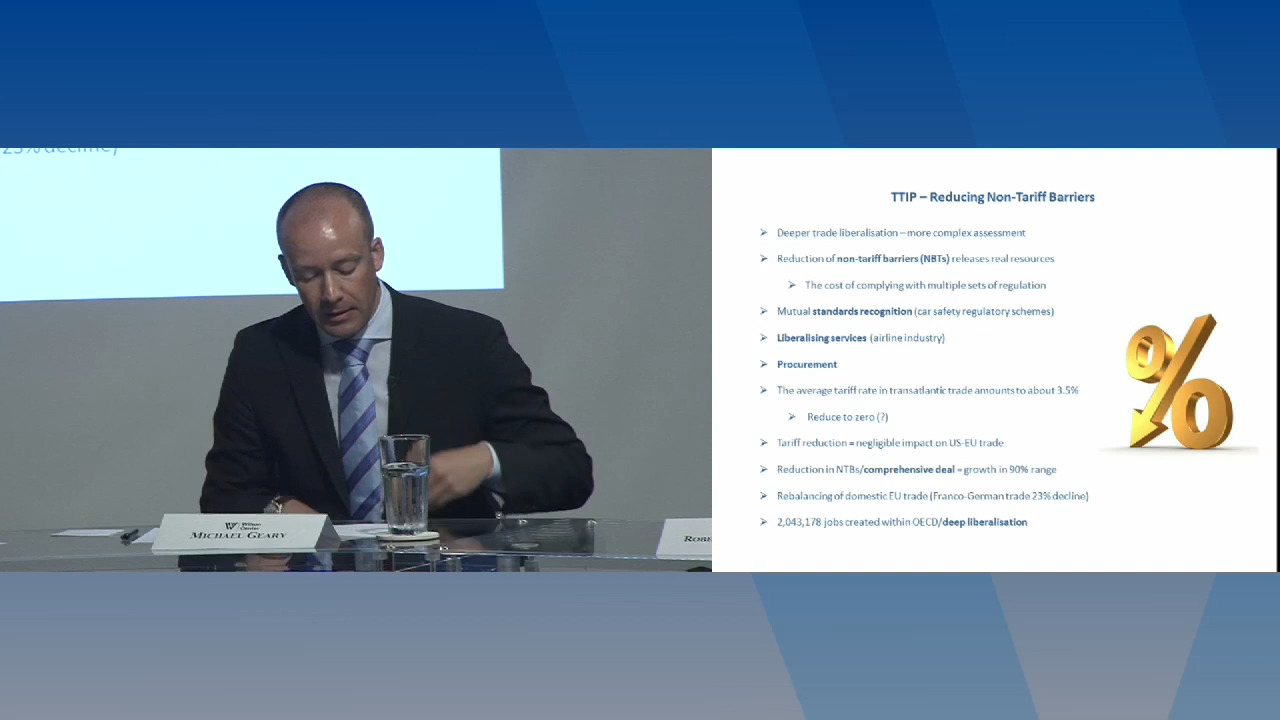 23% decline)
Wilson
Center
MICHAEL GEARY
TTIP – Reducing Non-Tariff Barriers
Deeper trade liberalisation – more complex assessment
Reduction of non-tariff barriers (NBTs) releases real resources
The cost of complying with multiple sets of regulation
Mutual standards recognition (car safety regulatory schemes)
Liberalising services (airline industry)
Procurement
The average tariff rate in transatlantic trade amounts to about 3.5%
Reduce to zero (?)
Tariff reduction = negligible impact on US-EU trade
Reduction in NTBs/comprehensive deal = growth in 90% range
Rebalancing of domestic EU trade (Franco-German trade 23% decline)
2,043,178 jobs created within OECD/deep liberalisation